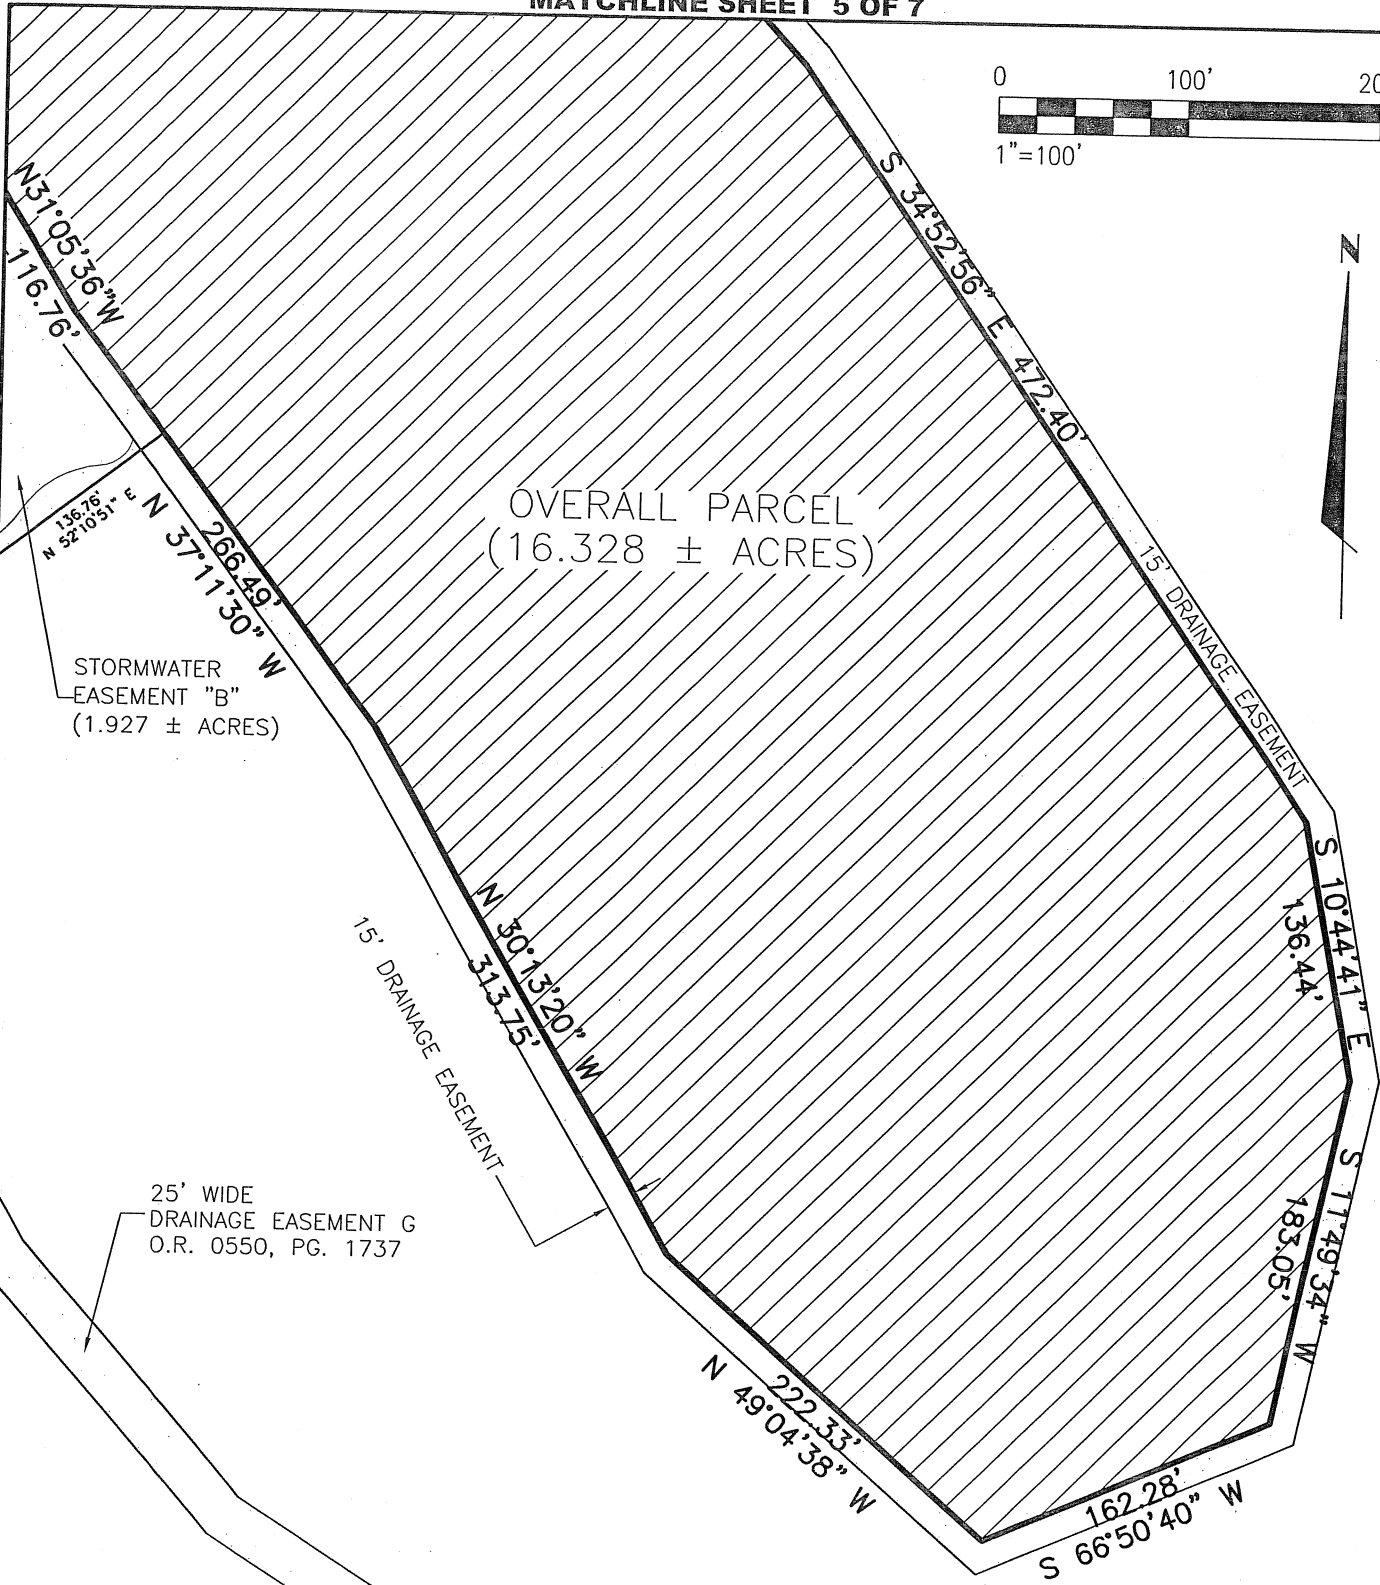 MATCHLINE SHEET 5 OF 7
0 100' 20
1"=100'
N
N31°05'36"W
116.76'
S 34°52'56" E 472.40'
OVERALL PARCEL
(16.328 ± ACRES)
136.76'
N 52°10'51" E
266.49'
N 37°11'30" W
15' DRAINAGE EASEMENT
STORMWATER
EASEMENT "B"
(1.927 ± ACRES)
S 10°44'41" E
136.44'
N 30°13'20" W
313.75'
15' DRAINAGE EASEMENT
S 11°49'34" W
183.05'
25' WIDE
DRAINAGE EASEMENT G
O.R. 0550, PG. 1737
222.33'
N 49°04'38" W
162.28'
S 66°50'40" W